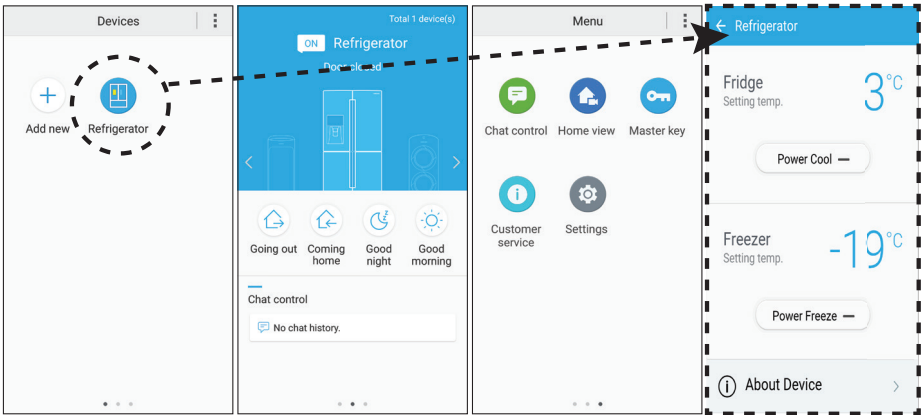 Devices
Add new
Refrigerator
Total 1 device(s)
ON Refrigerator
Door closed
Going out
Coming
home
Good
night
Good
morning
Chat control
No chat history.
Menu
Chat control
Home view
Master key
Customer
service
Settings
Refrigerator
Fridge
Setting temp.
3°C
Power Cool
Freezer
Setting temp.
-19°C
Power Freeze
About Device